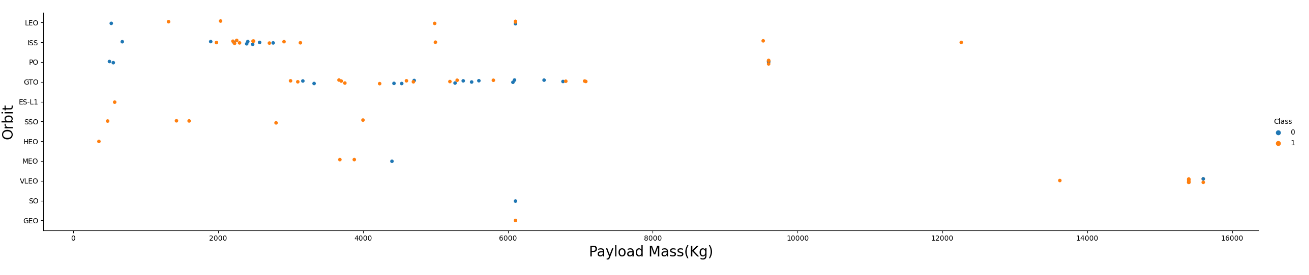 Orbit
LEO
ISS
PO
GTO
ES-L1
SSO
HEO
MEO
VLEO
SO
GEO
0 2000 4000 6000 8000 10000 12000 14000 16000
Payload Mass(Kg)
Class
0
1